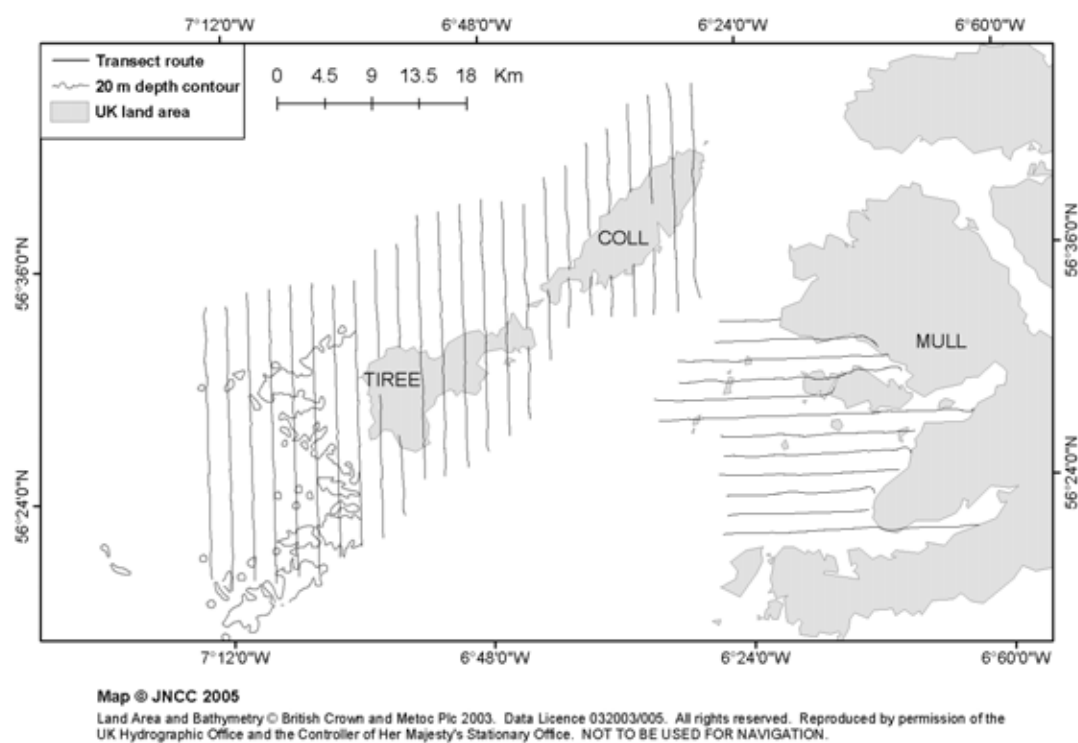 7°12'0"W 6°48'0"W 6°24'0"W 6°60'0"W
Transect route
20 m depth contour
UK land area
0 4.5 9 13.5 18 Km
COLL
56°36'0"N
56°36'0"N
MULL
TIREE
56°24'0"N
56°24'0"N
7°12'0"W 6°48'0"W 6°24'0"W 6°60'0"W
Map © JNCC 2005
Land Area and Bathymetry © British Crown and Metoc Plc 2003. Data Licence 032003/005. All rights reserved. Reproduced by permission of the
UK Hydrographic Office and the Controller of Her Majesty's Stationary Office. NOT TO BE USED FOR NAVIGATION.